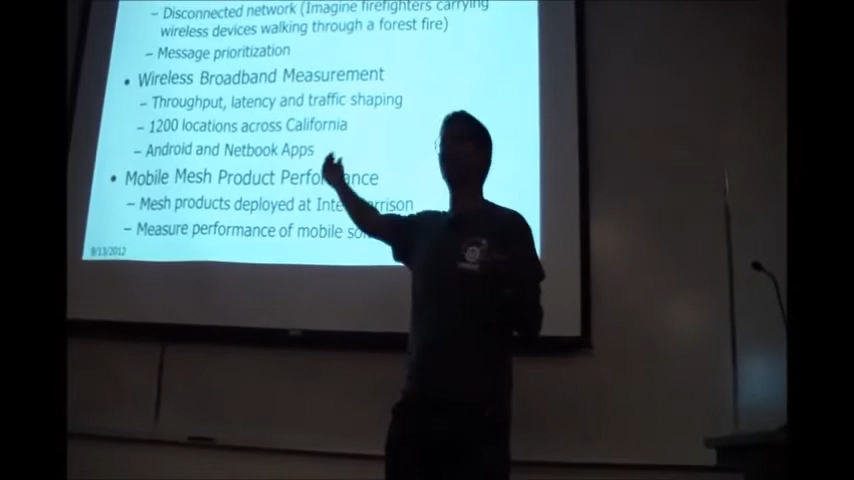 – Disconnected network (Imagine firefighters carrying
wireless devices walking through a forest fire)
– Message prioritization
• Wireless Broadband Measurement
– Throughput, latency and traffic shaping
– 1200 locations across California
– Android and Netbook Apps
• Mobile Mesh Product Performance
– Mesh products deployed at Inte arrison
– Measure performance of mobile so
9/13/2012